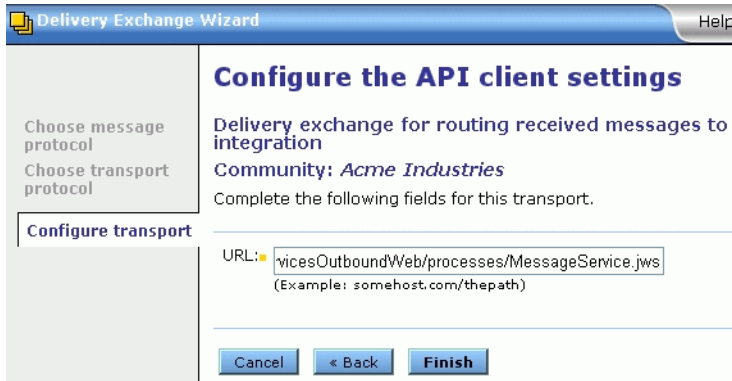 Delivery Exchange Wizard
Help
Configure the API client settings
Choose message
protocol
Choose transport
protocol
Configure transport
Delivery exchange for routing received messages to
integration
Community: Acme Industries
Complete the following fields for this transport.
URL: vicesOutboundWeb/processes/MessageService.jws
(Example: somehost.com/thepath)
Cancel
« Back
Finish